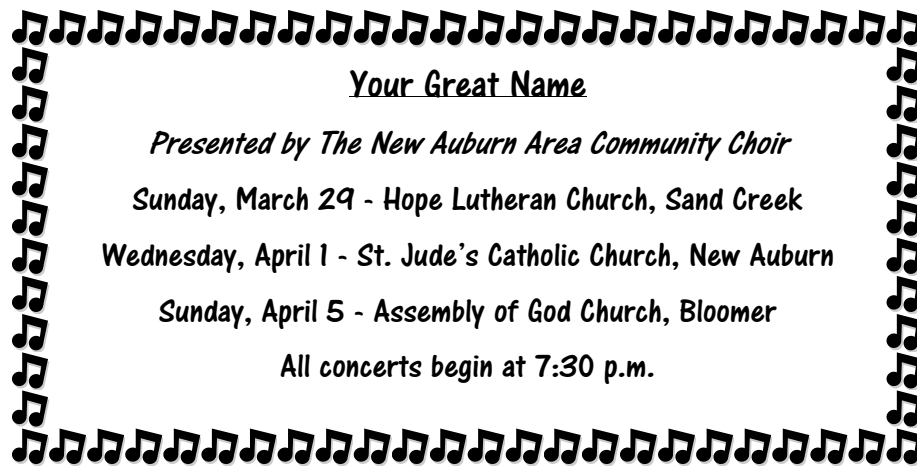 Your Great Name
Presented by The New Auburn Area Community Choir
Sunday, March 29 - Hope Lutheran Church, Sand Creek
Wednesday, April 1 - St. Jude’s Catholic Church, New Auburn
Sunday, April 5 - Assembly of God Church, Bloomer
All concerts begin at 7:30 p.m.